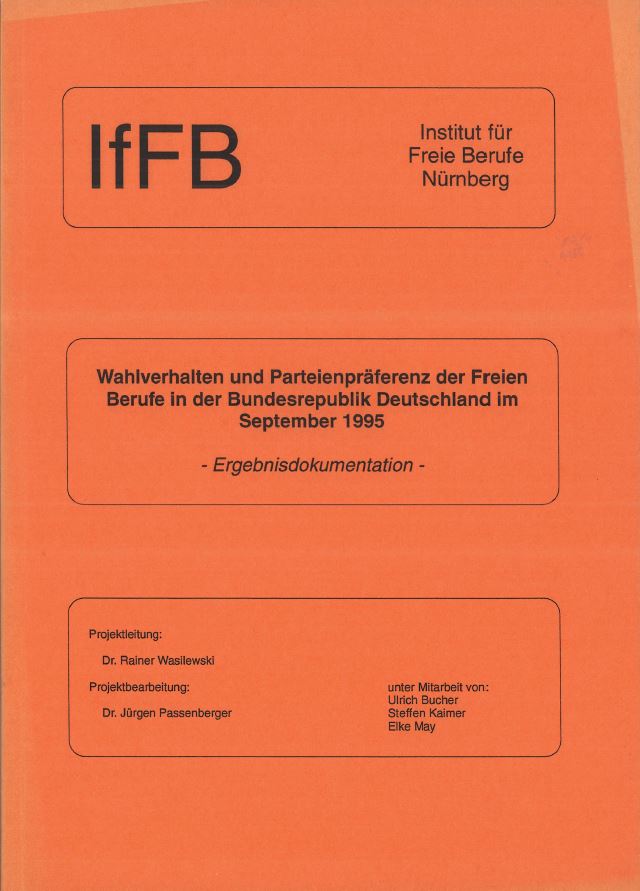 IfFB
Institut für
Freie Berufe
Nürnberg
Wahlverhalten und Parteienpräferenz der Freien
Berufe in der Bundesrepublik Deutschland im
September 1995
- Ergebnisdokumentation -
Projektleitung:
Dr. Rainer Wasilewski
Projektbearbeitung:
Dr. Jürgen Passenberger
unter Mitarbeit von:
Ulrich Bucher
Steffen Kaimer
Elke May